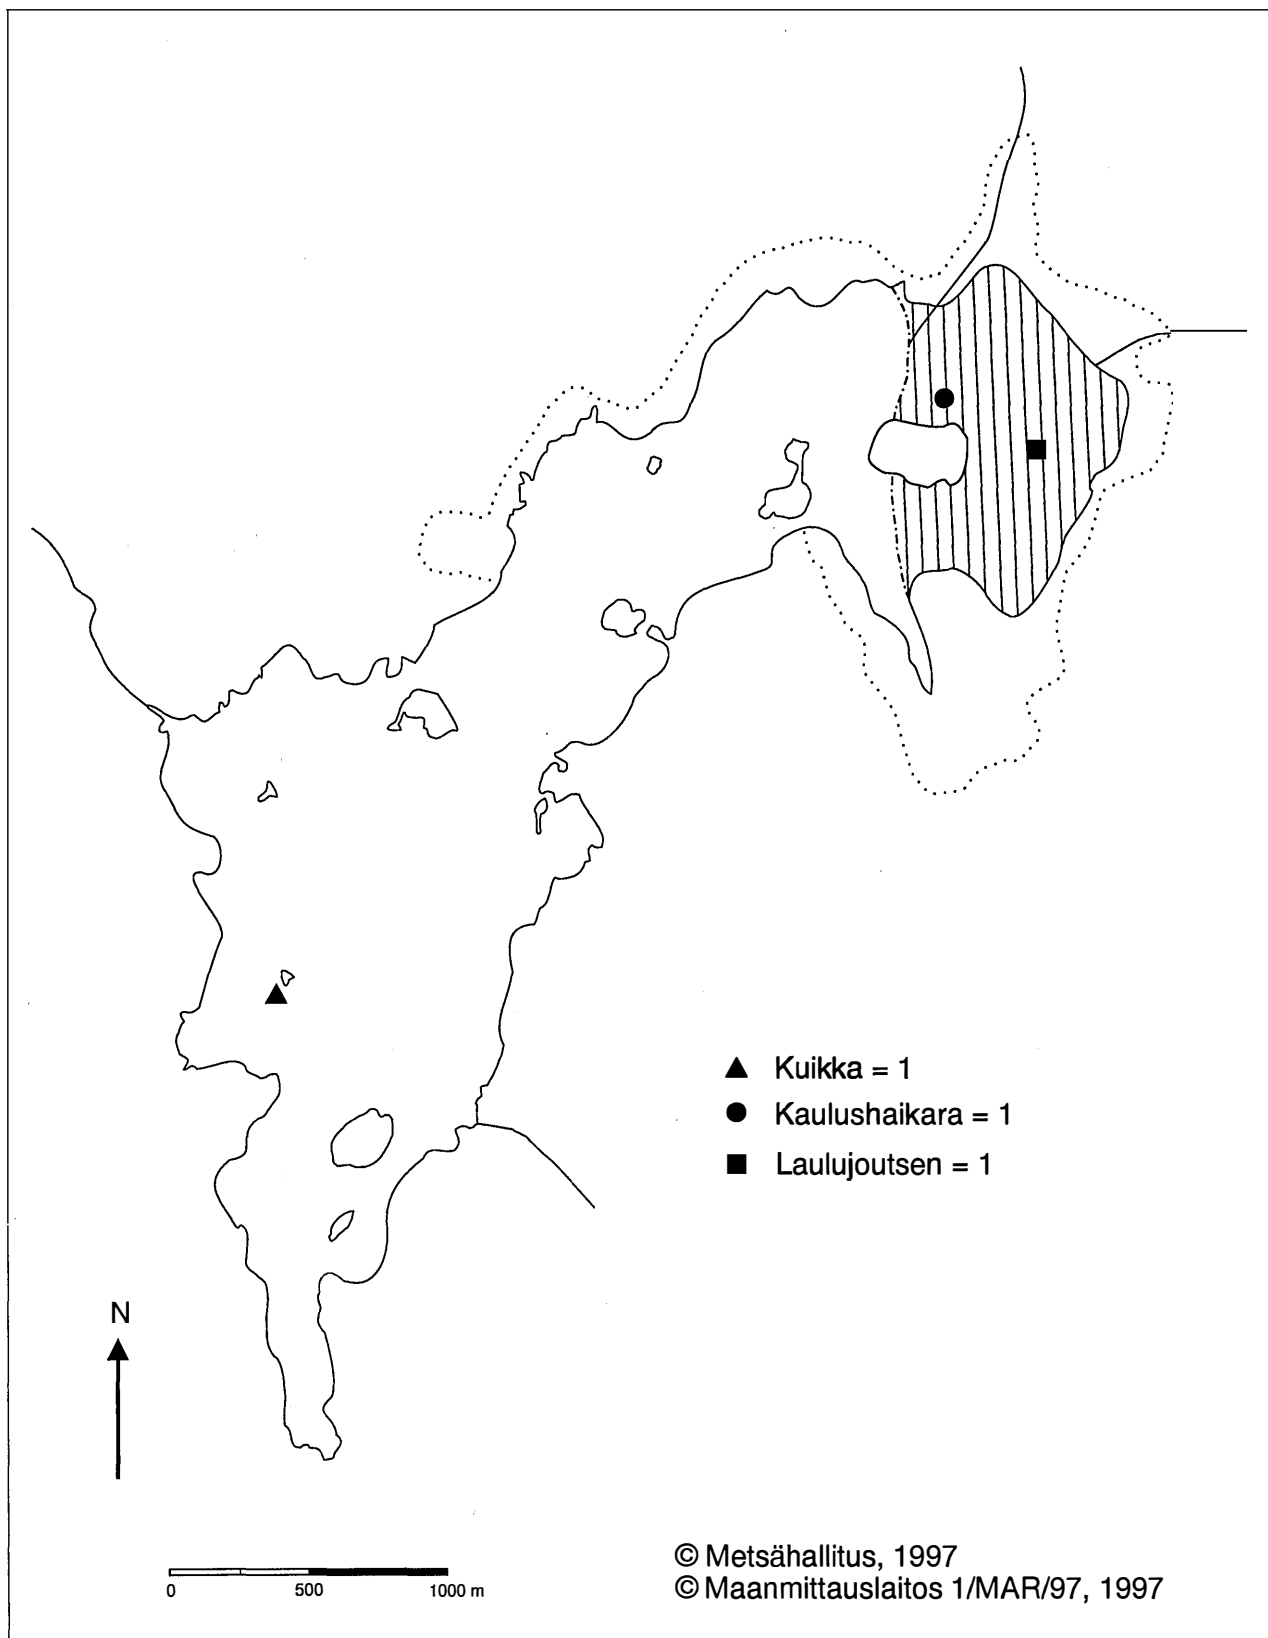 ▲ Kuikka = 1
● Kaulushaikara = 1
■ Laulujoutsen = 1
N
0 500 1000 m
© Metsähallitus, 1997
© Maanmittauslaitos 1/MAR/97, 1997